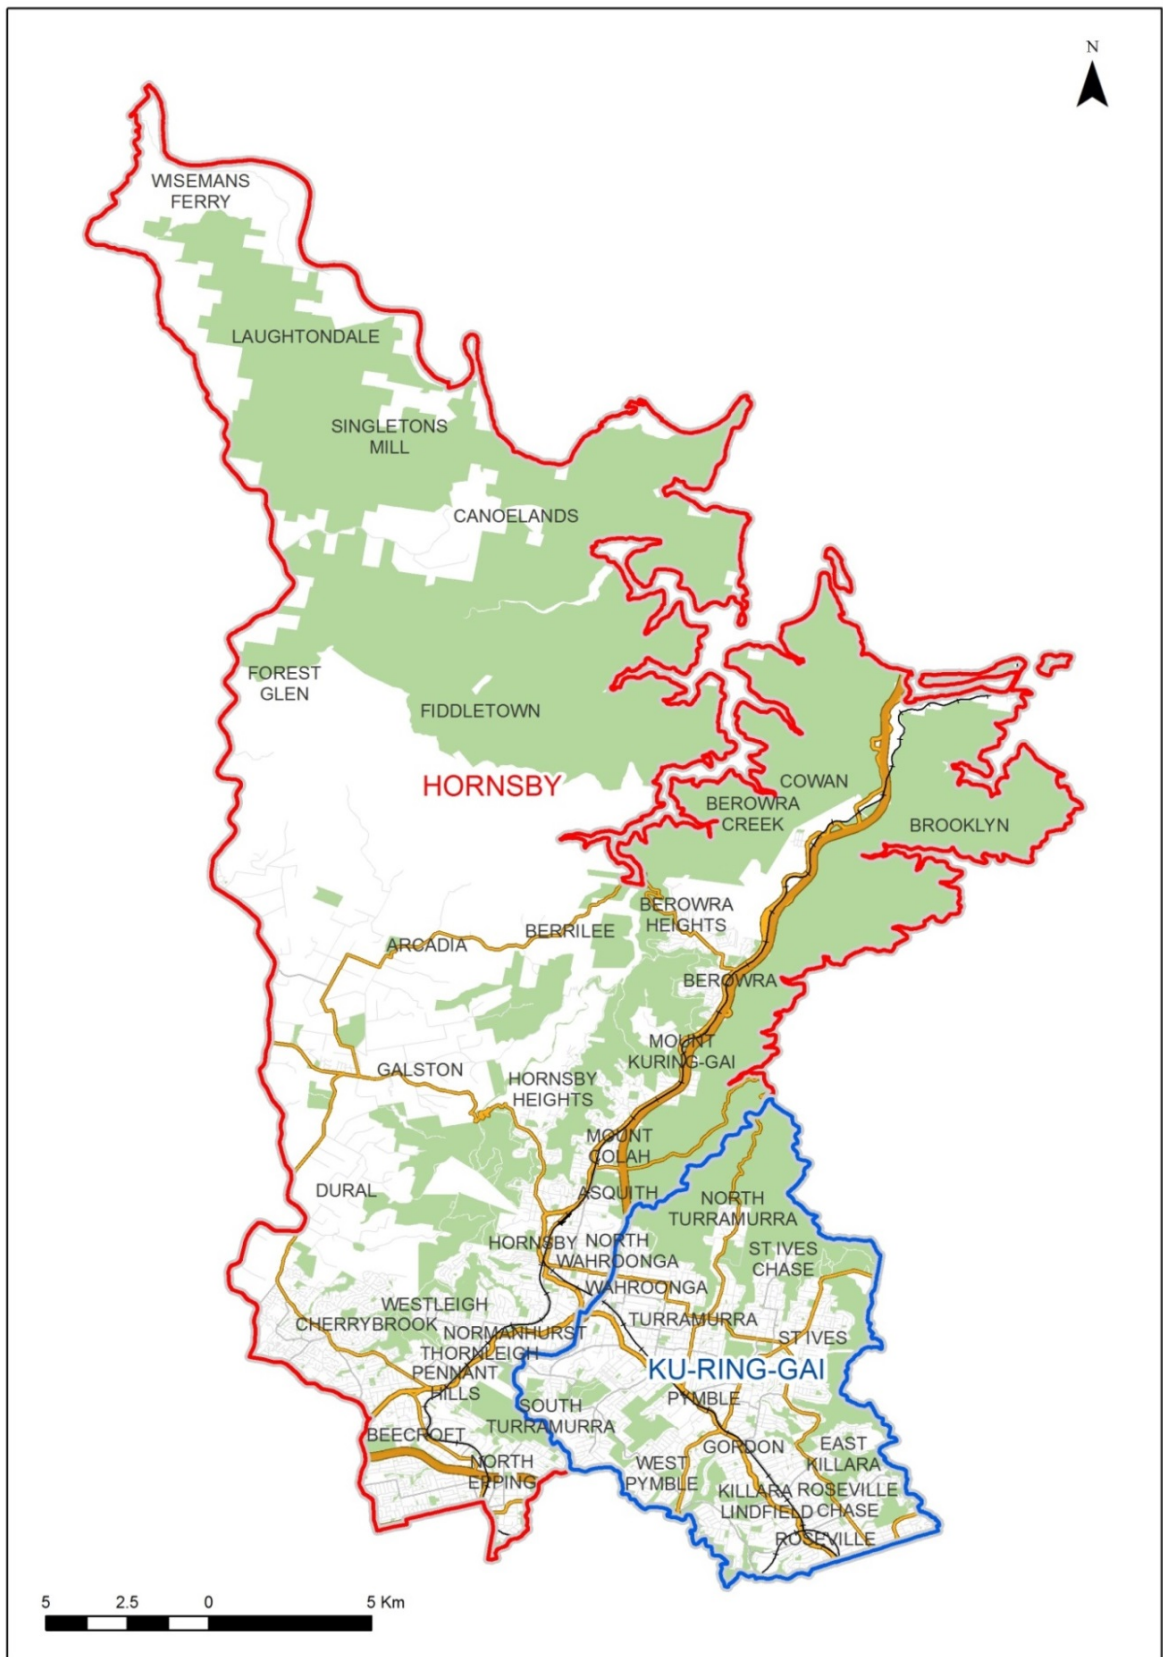 N
WISEMANS
FERRY
LAUGHTONDALE
SINGLETONS
MILL
CANOELANDS
FOREST
GLEN
FIDDLETOWN
HORNSBY
COWAN
BEROWRA
CREEK
BROOKLYN
BEROWRA
HEIGHTS
BERRILEE
ARCADIA
BEROWRA
MOUNT
KURING-GAI
GALSTON
HORNSBY
HEIGHTS
MOUNT
COLAH
ASQUITH
DURAL
NORTH
TURRAMURRA
HORNSBY
NORTH
WAHROONGA
ST IVES
CHASE
WAHROONGA
WESTLEIGH
CHERRYBROOK
TURRAMURRA
NORMANHURST
THORNLEIGH
ST IVES
PENNANT
HILLS
KU-RING-GAI
PYMBLE
SOUTH
TURRAMURRA
BEECROFT
GORDON
EAST
KILLARA
NORTH
EPPING
WEST
PYMBLE
KILLARA
ROSEVILLE
CHASE
LINDFIELD
ROSEVILLE
5 2.5 0 5 Km